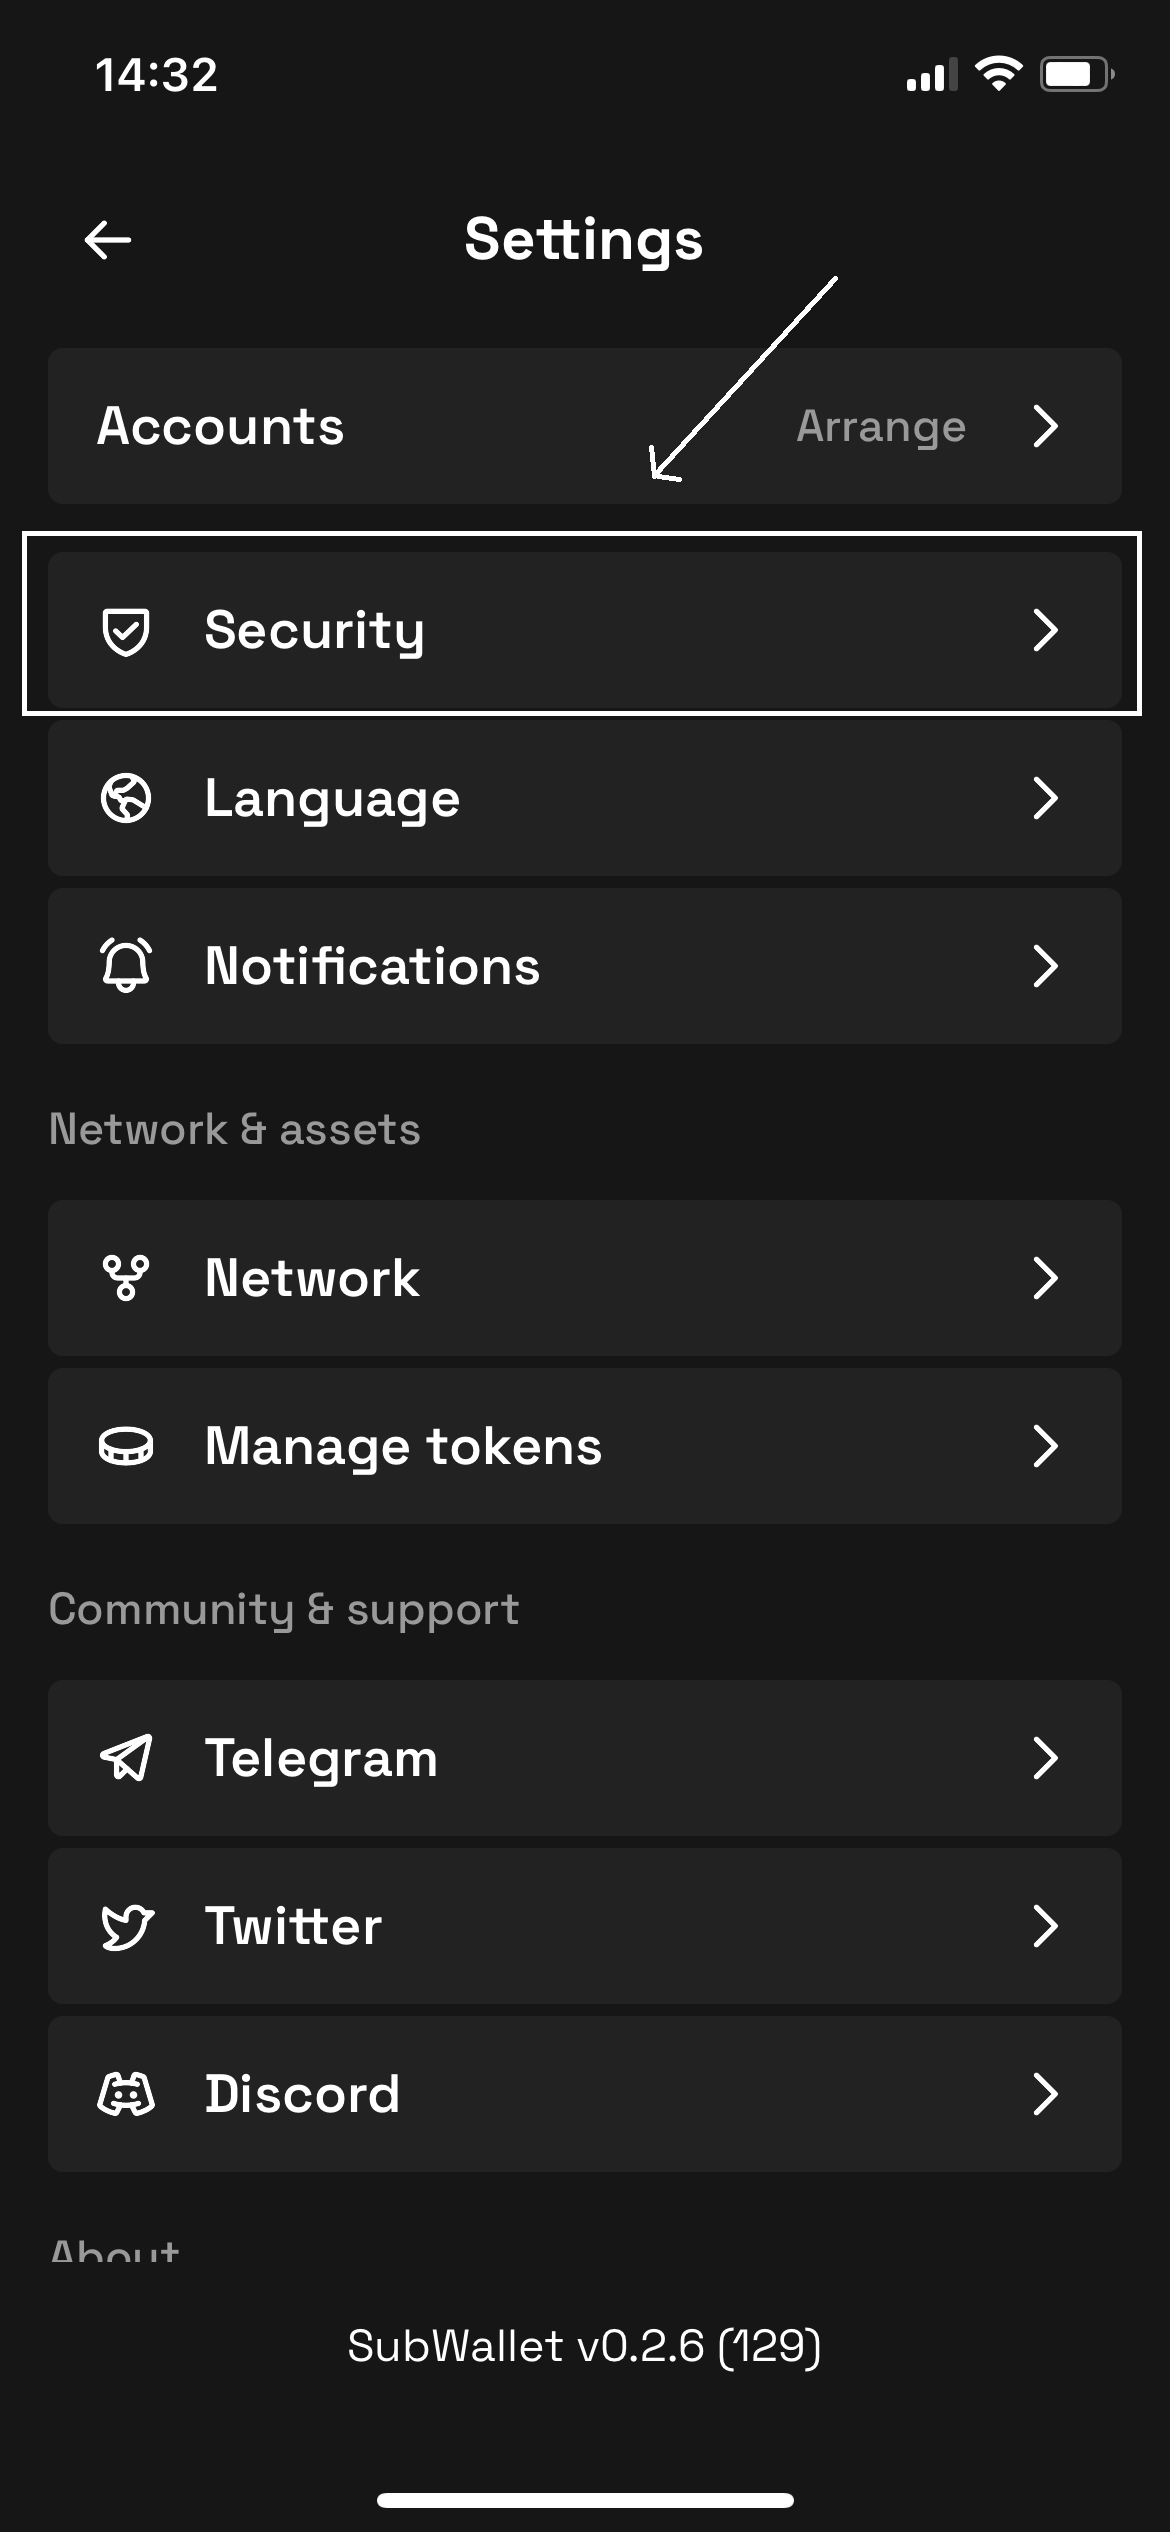 14:32
Settings
Accounts
Arrange
Security
Language
Notifications
Network & assets
Network
Manage tokens
Community & support
Telegram
Twitter
Discord
About
SubWallet v0.2.6 (129)